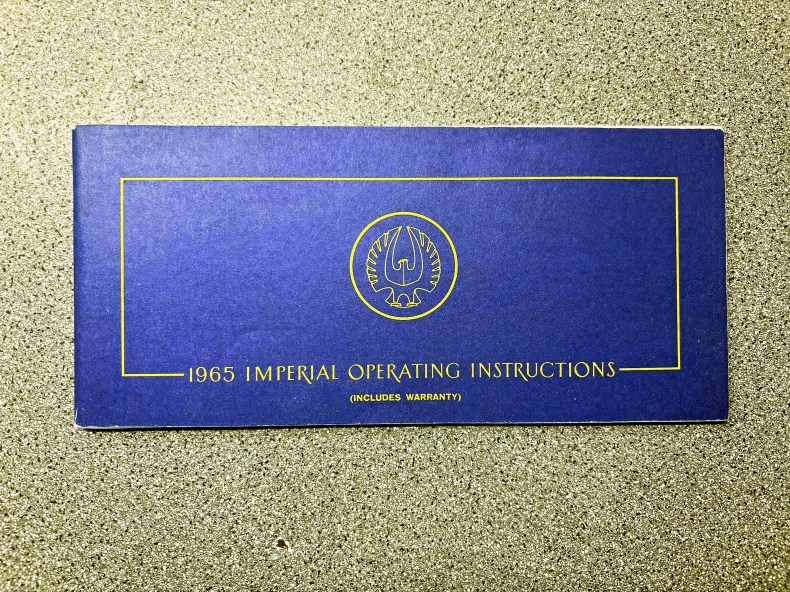 1965 IMPERIAL OPERATING INSTRUCTIONS
(INCLUDES WARRANTY)